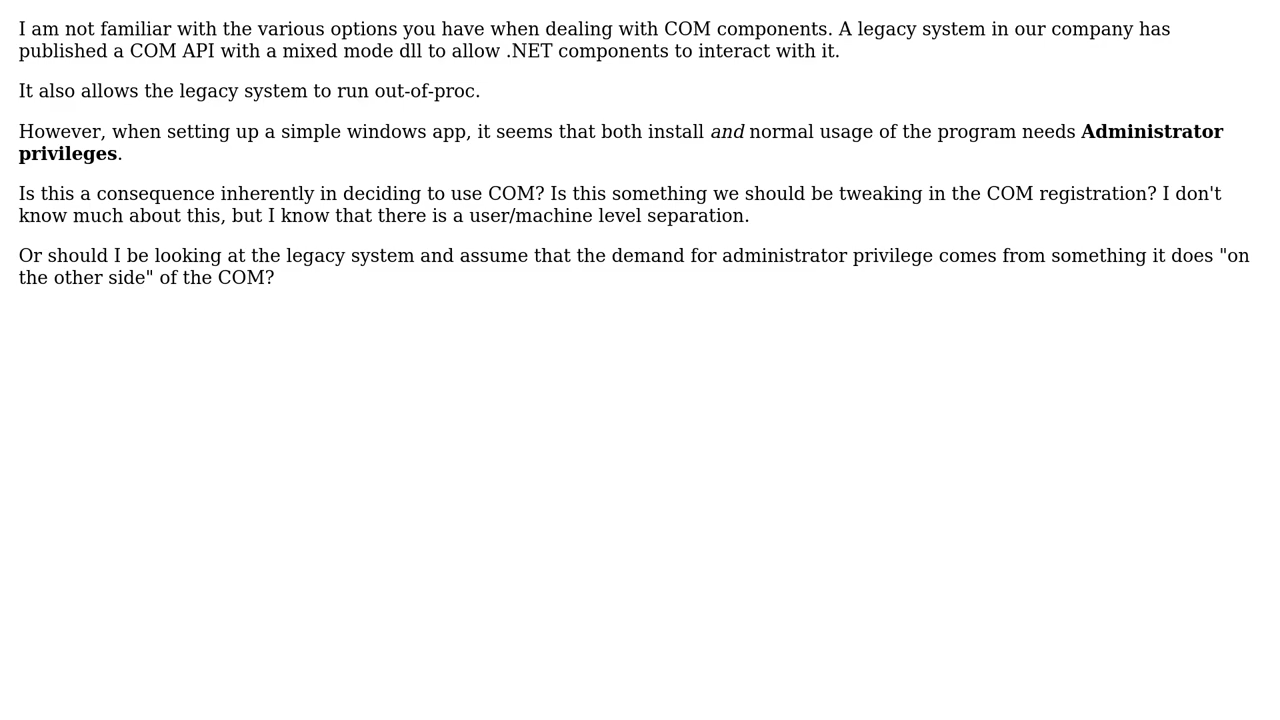 I am not familiar with the various options you have when dealing with COM components. A legacy system in our company has
published a COM API with a mixed mode dll to allow .NET components to interact with it.
It also allows the legacy system to run out-of-proc.
However, when setting up a simple windows app, it seems that both install and normal usage of the program needs Administrator
privileges.
Is this a consequence inherently in deciding to use COM? Is this something we should be tweaking in the COM registration? I don't
know much about this, but I know that there is a user/machine level separation.
Or should I be looking at the legacy system and assume that the demand for administrator privilege comes from something it does "on
the other side" of the COM?